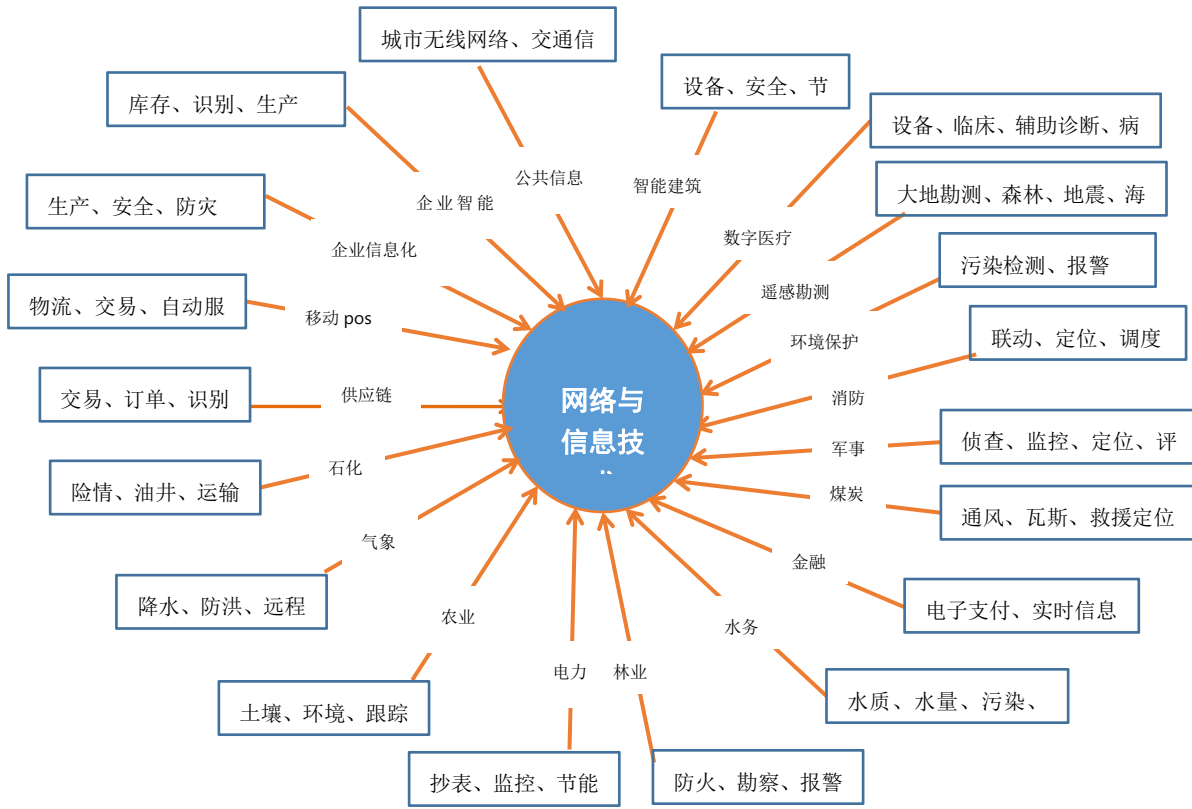 城市无线网络、交通信
设备、安全、节
库存、识别、生产
设备、临床、辅助诊断、病
公共信息
智能建筑
企业智能
大地勘测、森林、地震、海
生产、安全、防灾
数字医疗
企业信息化
污染检测、报警
遥感勘测
物流、交易、自动服
移动 pos
环境保护
联动、定位、调度
交易、订单、识别
供应链
网络与
信息技
消防
侦查、监控、定位、评
军事
石化
险情、油井、运输
煤炭
通风、瓦斯、救援定位
气象
金融
降水、防洪、远程
电子支付、实时信息
农业
水务
电力
林业
土壤、环境、跟踪
水质、水量、污染、
抄表、监控、节能
防火、勘察、报警